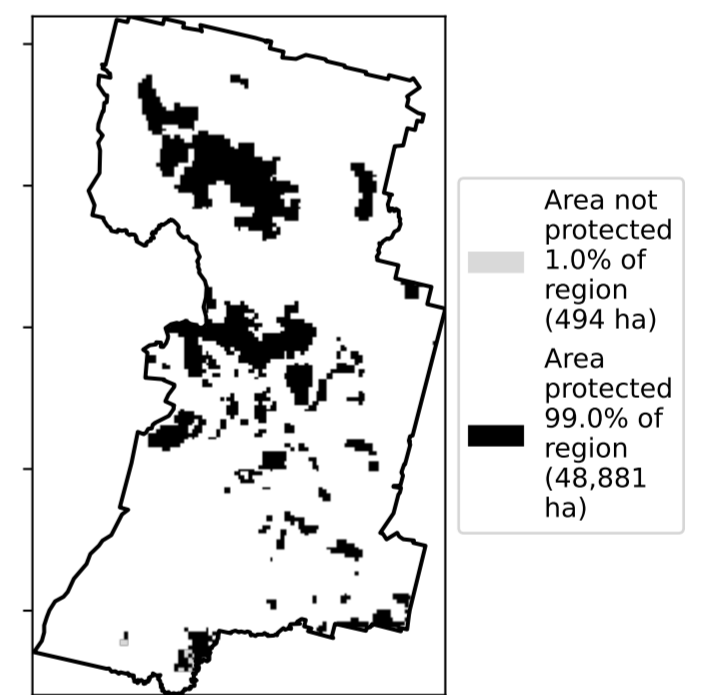 Area not
protected
1.0% of
region
(494 ha)
Area
protected
99.0% of
region
(48,881
ha)